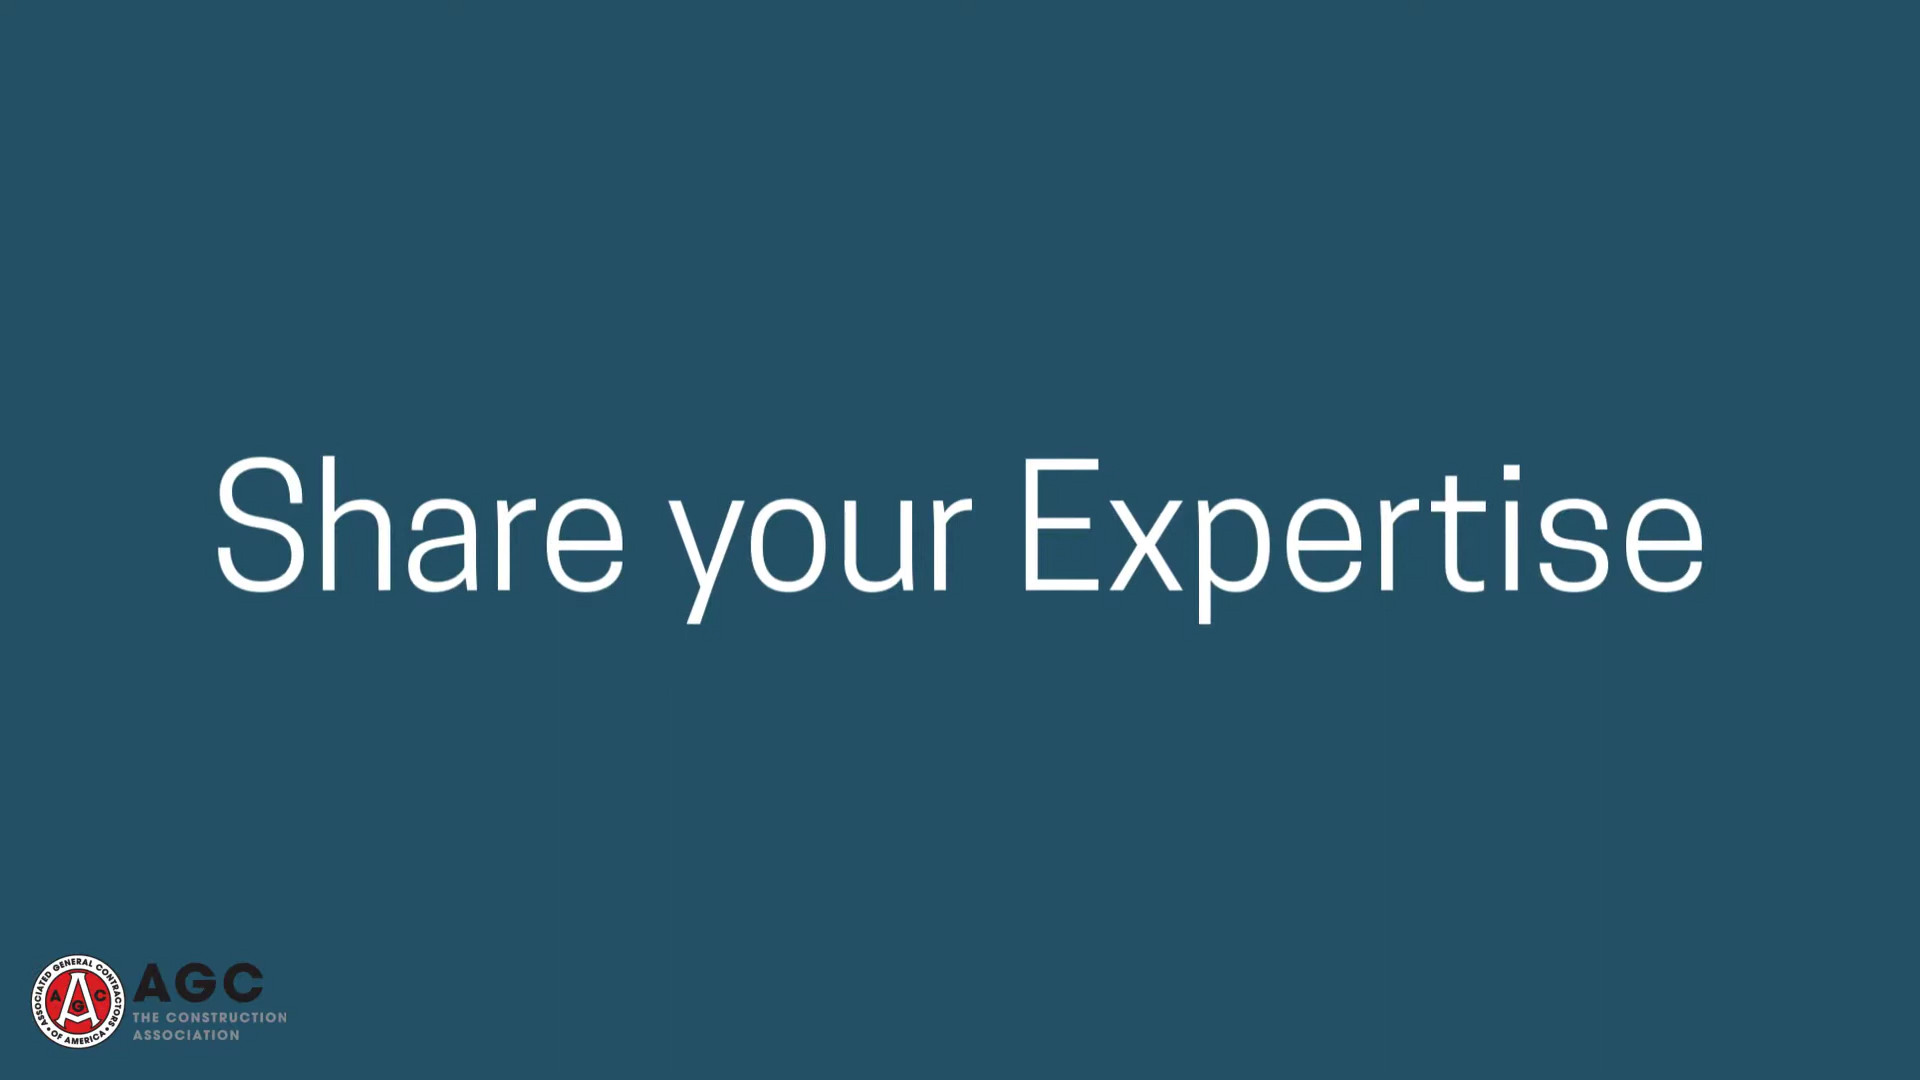 Share your Expertise
ASSOCIATED GENERAL CONTRACTORS
OF AMERICA
AGC
AGC
THE CONSTRUCTION
ASSOCIATION